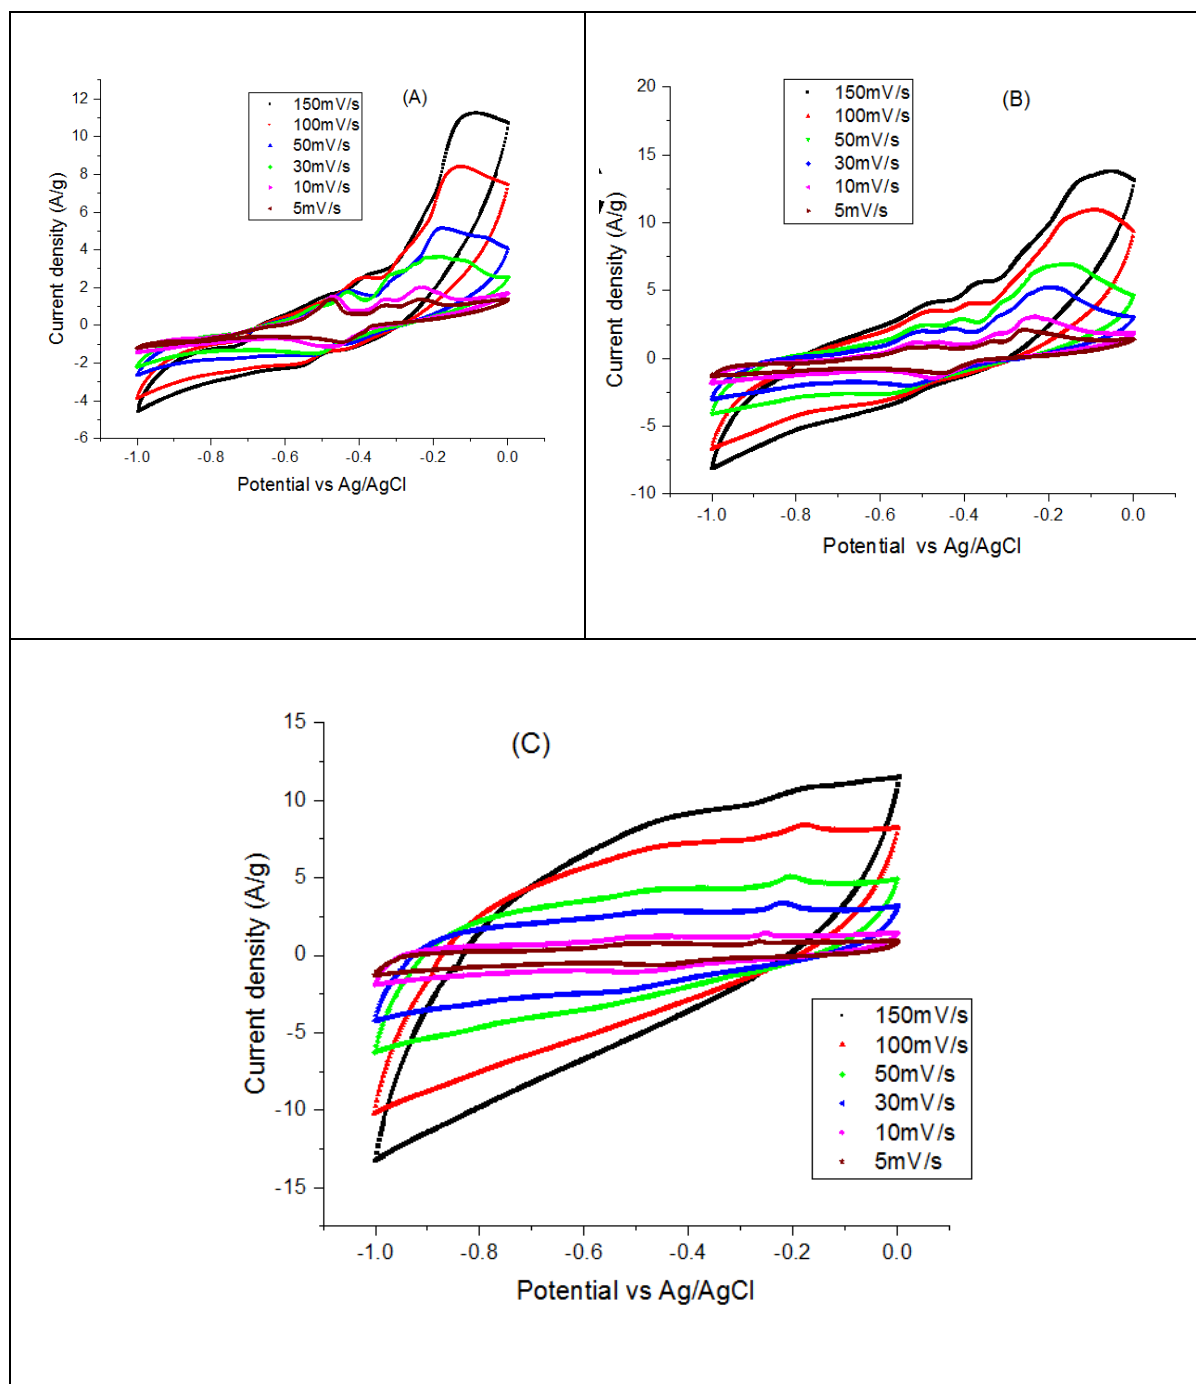 (A)
150mV/s
100mV/s
50mV/s
30mV/s
10mV/s
5mV/s
12
10
8
6
4
2
0
-2
-4
-6
Current density (A/g)
-1.0 -0.8 -0.6 -0.4 -0.2 0.0
Potential vs Ag/AgCl
(B)
150mV/s
100mV/s
50mV/s
30mV/s
10mV/s
5mV/s
20
15
10
5
0
-5
-10
Current density (A/g)
-1.0 -0.8 -0.6 -0.4 -0.2 0.0
Potential vs Ag/AgCl
(C)
15
10
5
0
-5
-10
-15
Current density (A/g)
150mV/s
100mV/s
50mV/s
30mV/s
10mV/s
5mV/s
-1.0 -0.8 -0.6 -0.4 -0.2 0.0
Potential vs Ag/AgCl